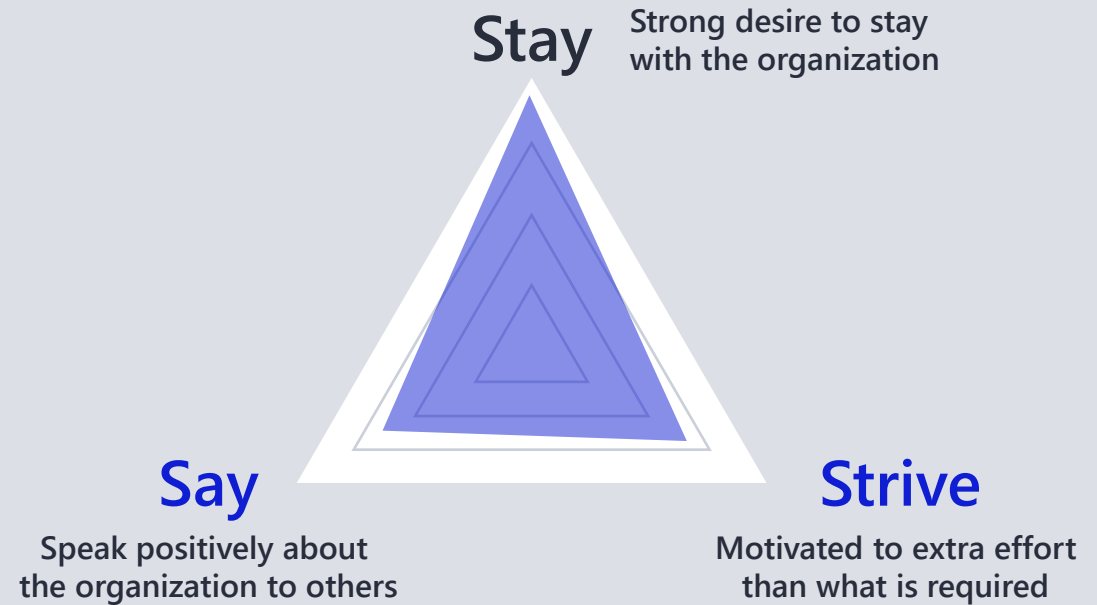 Stay
Strong desire to stay
with the organization
Say
Speak positively about
the organization to others
Strive
Motivated to extra effort
than what is required